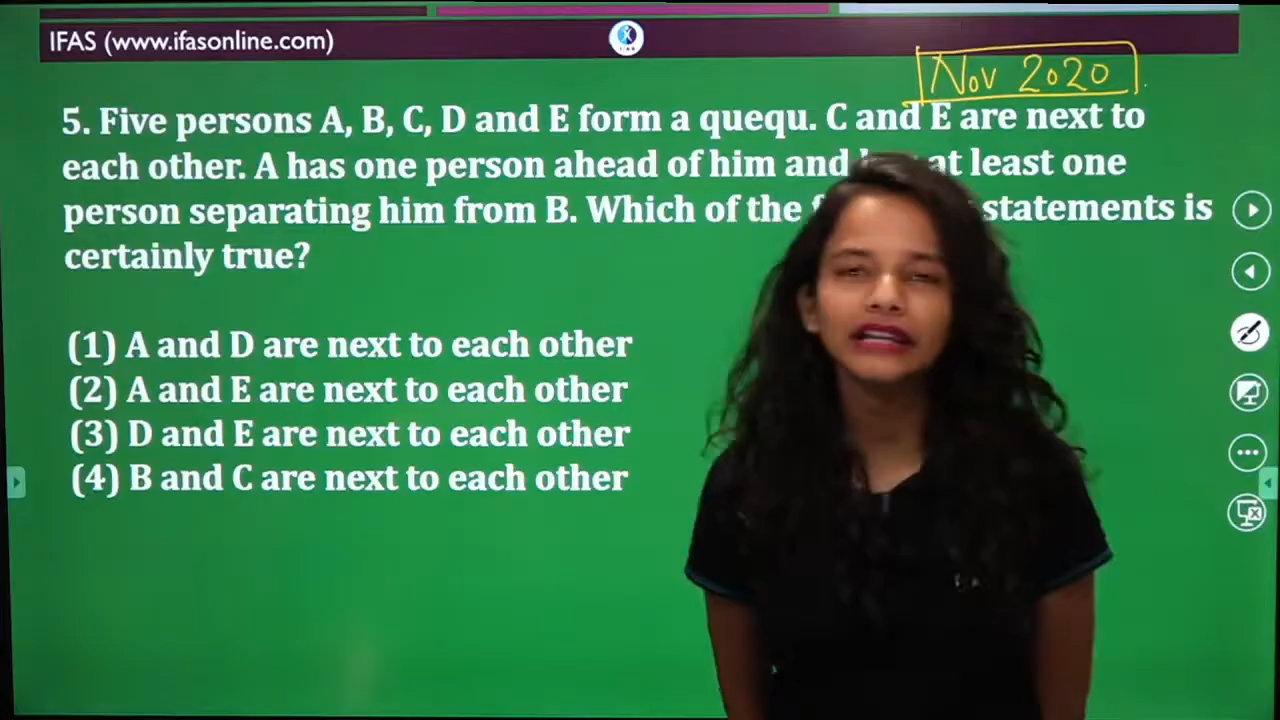 IFAS (www.ifasonline.com)
Nov 2020
5. Five persons A, B, C, D and E form a quequ. C and E are next to
each other. A has one person ahead of him and at least one
person separating him from B. Which of the statements is
certainly true?
(1) A and D are next to each other
(2) A and E are next to each other
(3) D and E are next to each other
(4) B and C are next to each other